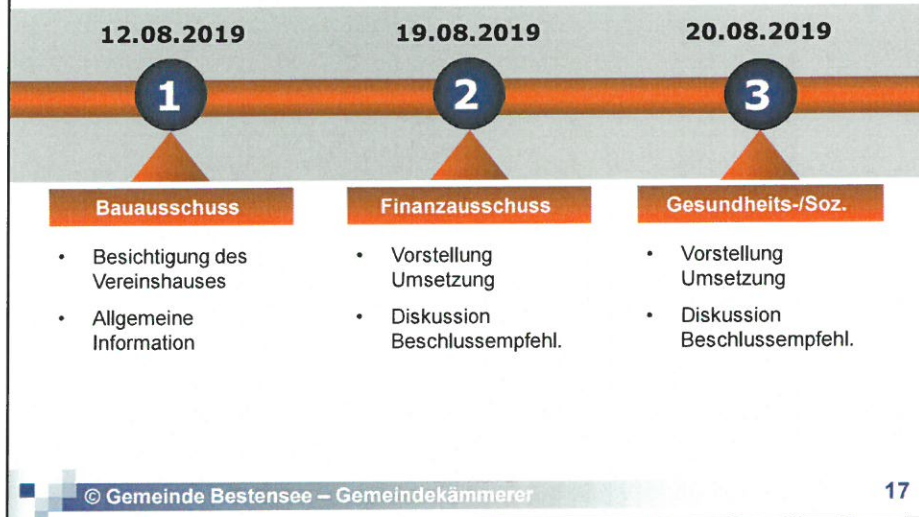 12.08.2019
19.08.2019
20.08.2019
1
2
3
Bauausschuss
• Besichtigung des
Vereinshauses
• Allgemeine
Information
Finanzausschuss
• Vorstellung
Umsetzung
• Diskussion
Beschlussempfehl.
Gesundheits-/Soz.
• Vorstellung
Umsetzung
• Diskussion
Beschlussempfehl.
© Gemeinde Bestensee – Gemeindekämmerer
17